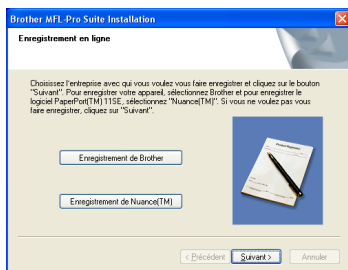 Brother MFL-Pro Suite Installation
Enregistrement en ligne
Choisissez l'entreprise avec qui vous voulez vous faire enregistrer et cliquez sur le bouton
"Suivant". Pour enregistrer votre appareil, sélectionnez Brother et pour enregistrer le
logiciel PaperPort(TM) 11SE, sélectionnez "Nuance(TM)". Si vous ne voulez pas vous
faire enregistrer, cliquez sur "Suivant".
Enregistrement de Brother
Enregistrement de Nuance(TM)
< Précédent
Suivant >
Annuler